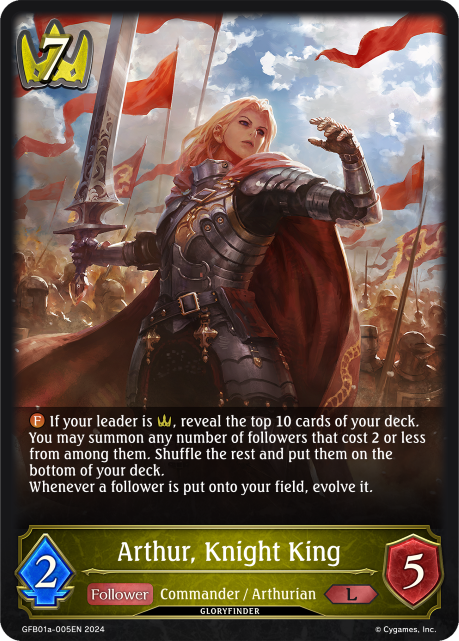 7
F If your leader is , reveal the top 10 cards of your deck.
You may summon any number of followers that cost 2 or less
from among them. Shuffle the rest and put them on the
bottom of your deck.
Whenever a follower is put onto your field, evolve it.
Arthur, Knight King
2
Follower Commander / Arthurian L
5
GLORYFINDER
GFB01a-005EN 2024
© Cygames, Inc.